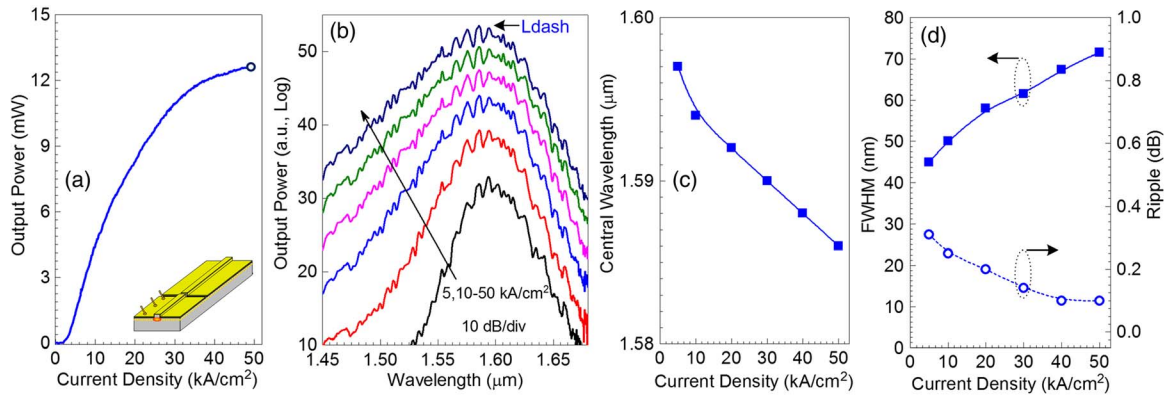 15
12
9
6
3
0
Output Power (mW)
(a)
0 10 20 30 40 50
Current Density (kA/cm²)
(b)
Ldash
50
40
30
20
10
Output Power (a.u., Log)
5,10-50 kA/cm²
10 dB/div
1.45 1.50 1.55 1.60 1.65
Wavelength (µm)
1.60
1.59
1.58
Central Wavelength (µm)
(c)
0 10 20 30 40 50
Current Density (kA/cm²)
(d)
80
70
60
50
40
30
20
10
0
FWHM (nm)
1.0
0.8
0.6
0.4
0.2
0.0
Ripple (dB)
0 10 20 30 40 50
Current Density (kA/cm²)